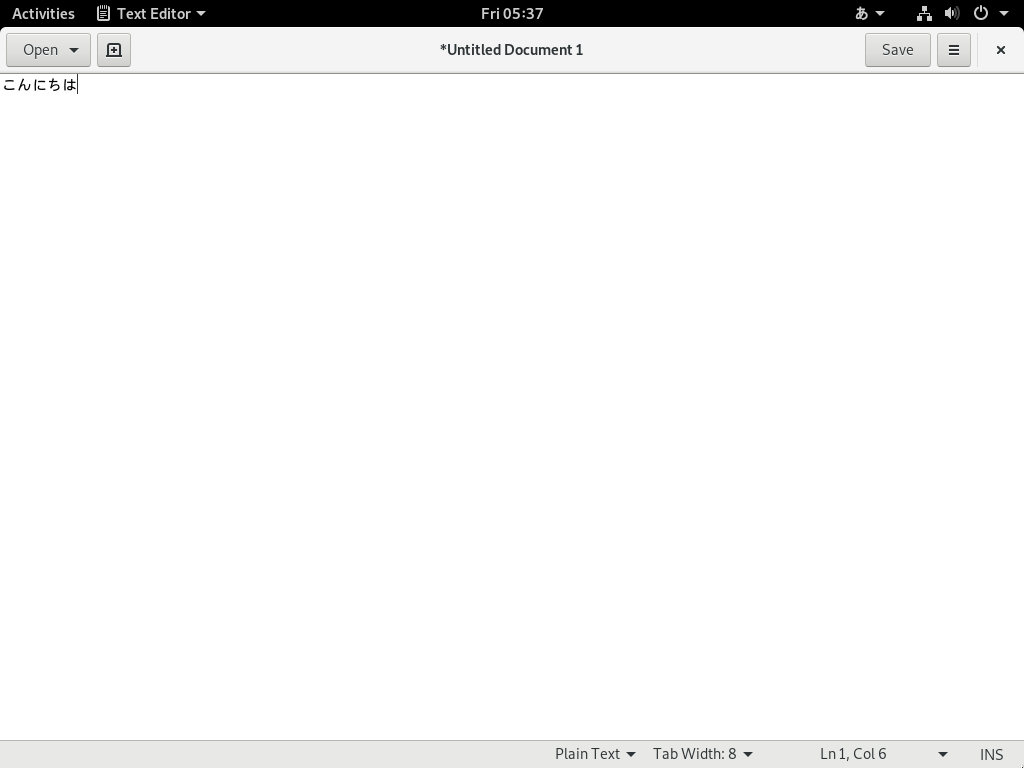 Activities Text Editor Fri 05:37 あ
Open *Untitled Document 1 Save
こんにちは
Plain Text Tab Width: 8 Ln 1, Col 6 INS